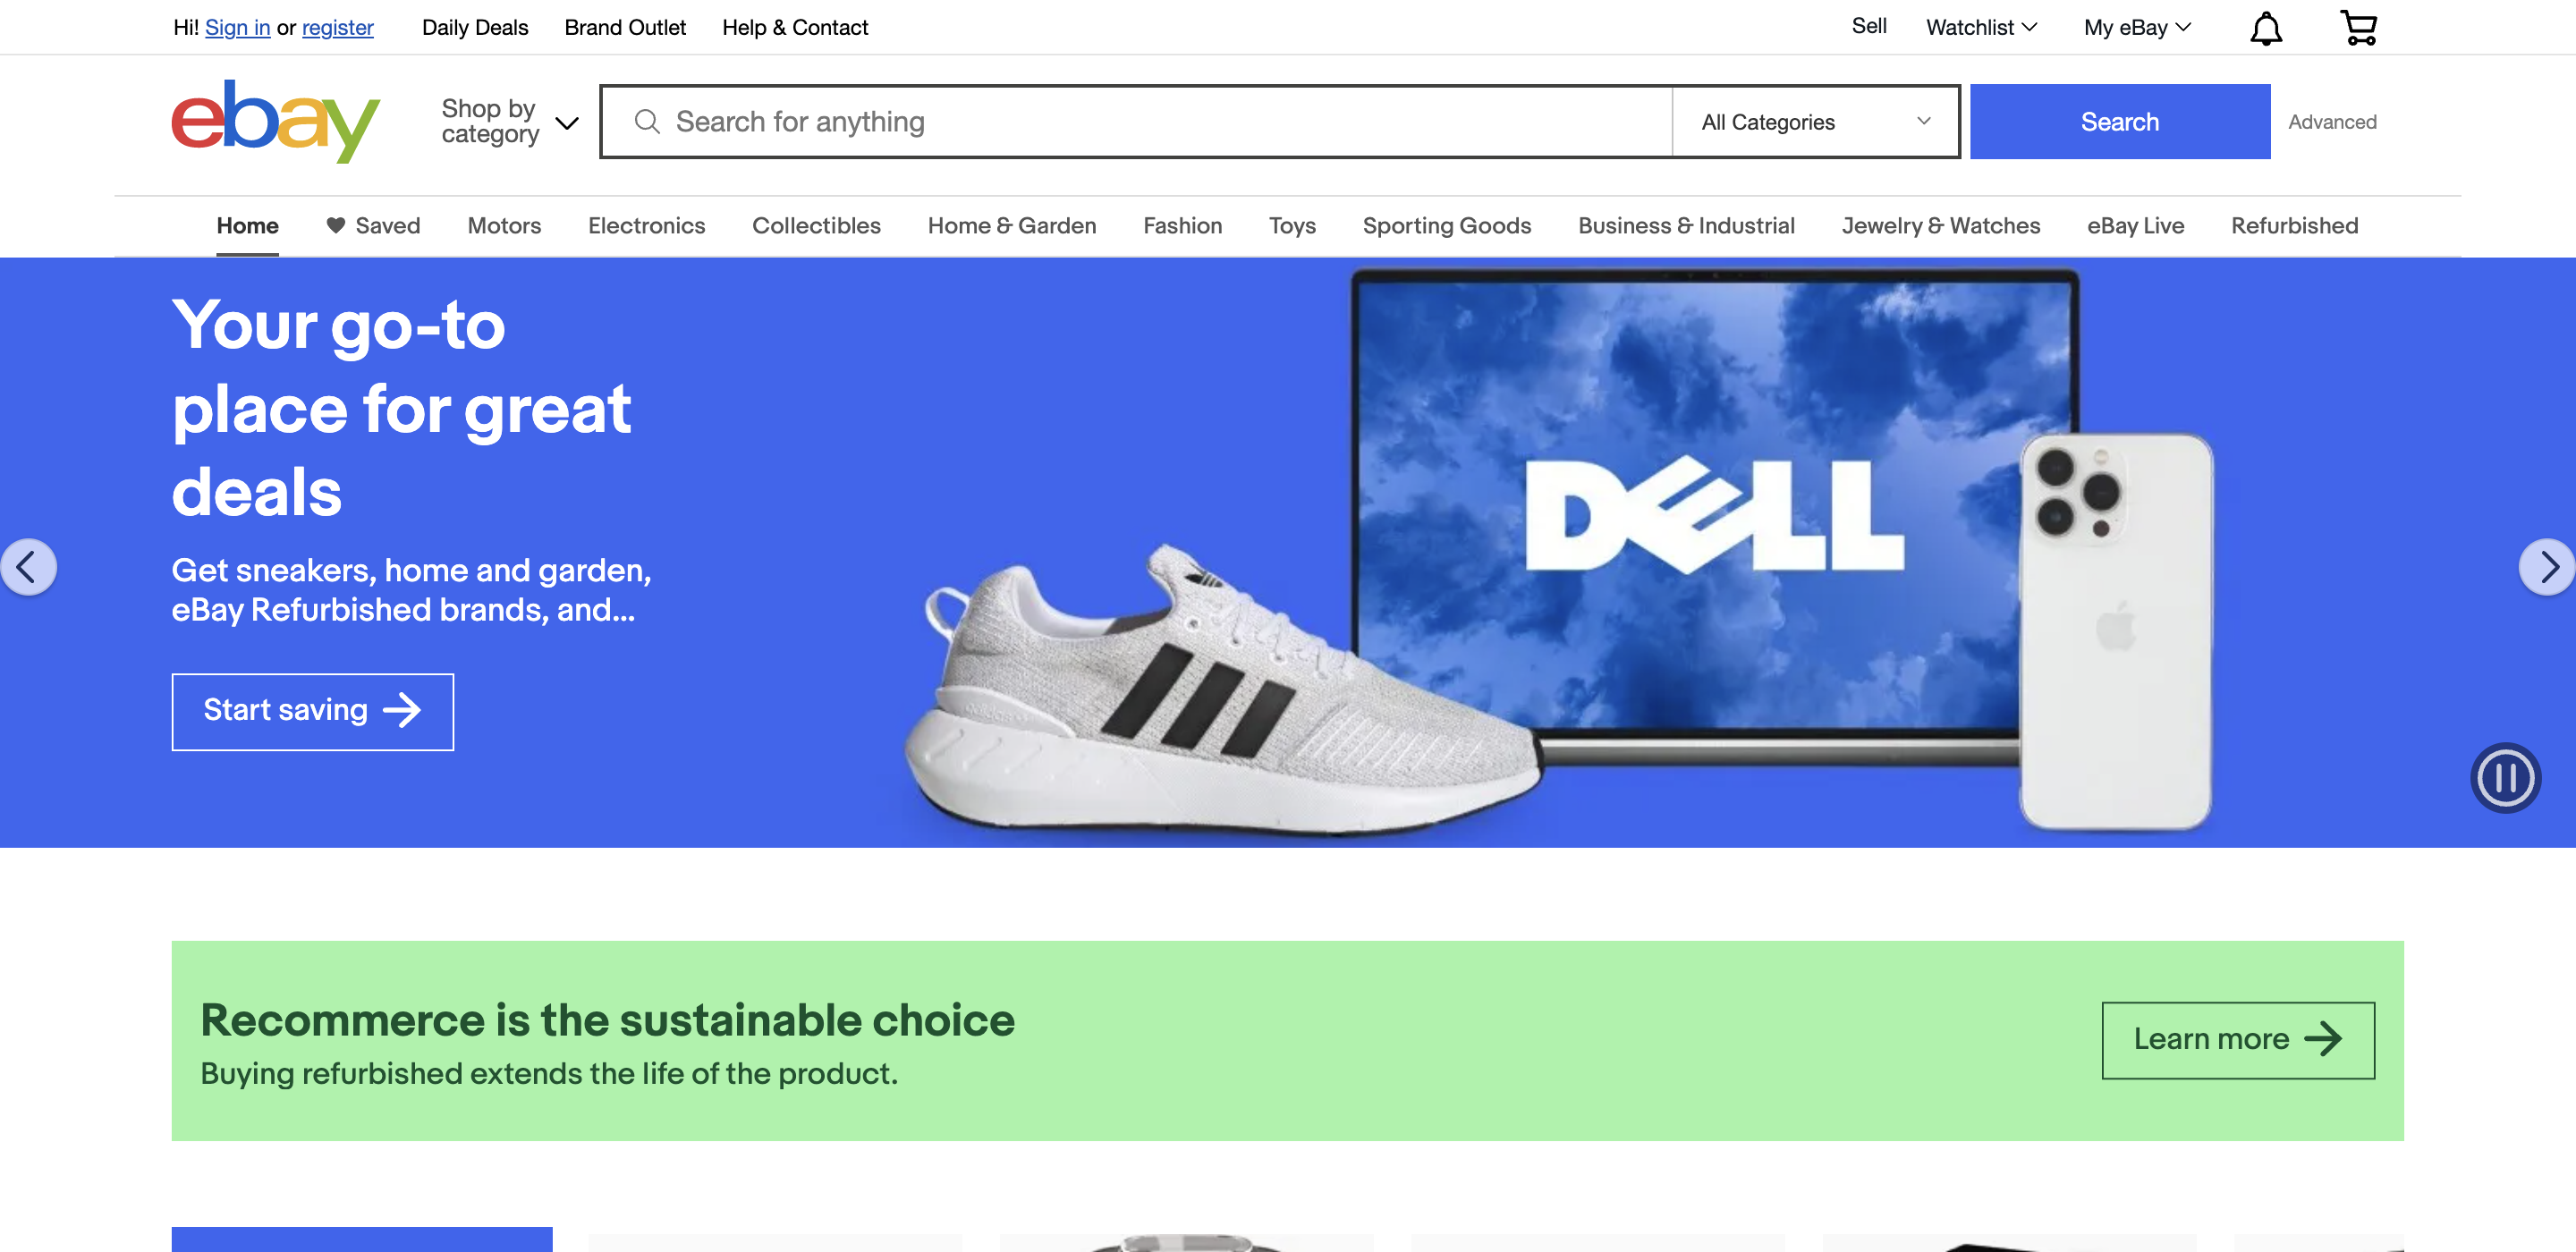 Hi! Sign in or register Daily Deals Brand Outlet Help & Contact Sell Watchlist My eBay
ebay
Shop by
category
Search for anything
All Categories
Search
Advanced
Home Saved Motors Electronics Collectibles Home & Garden Fashion Toys Sporting Goods Business & Industrial Jewelry & Watches eBay Live Refurbished
Your go-to
place for great
deals
Get sneakers, home and garden,
eBay Refurbished brands, and...
Start saving
DELL
Recommerce is the sustainable choice
Buying refurbished extends the life of the product.
Learn more